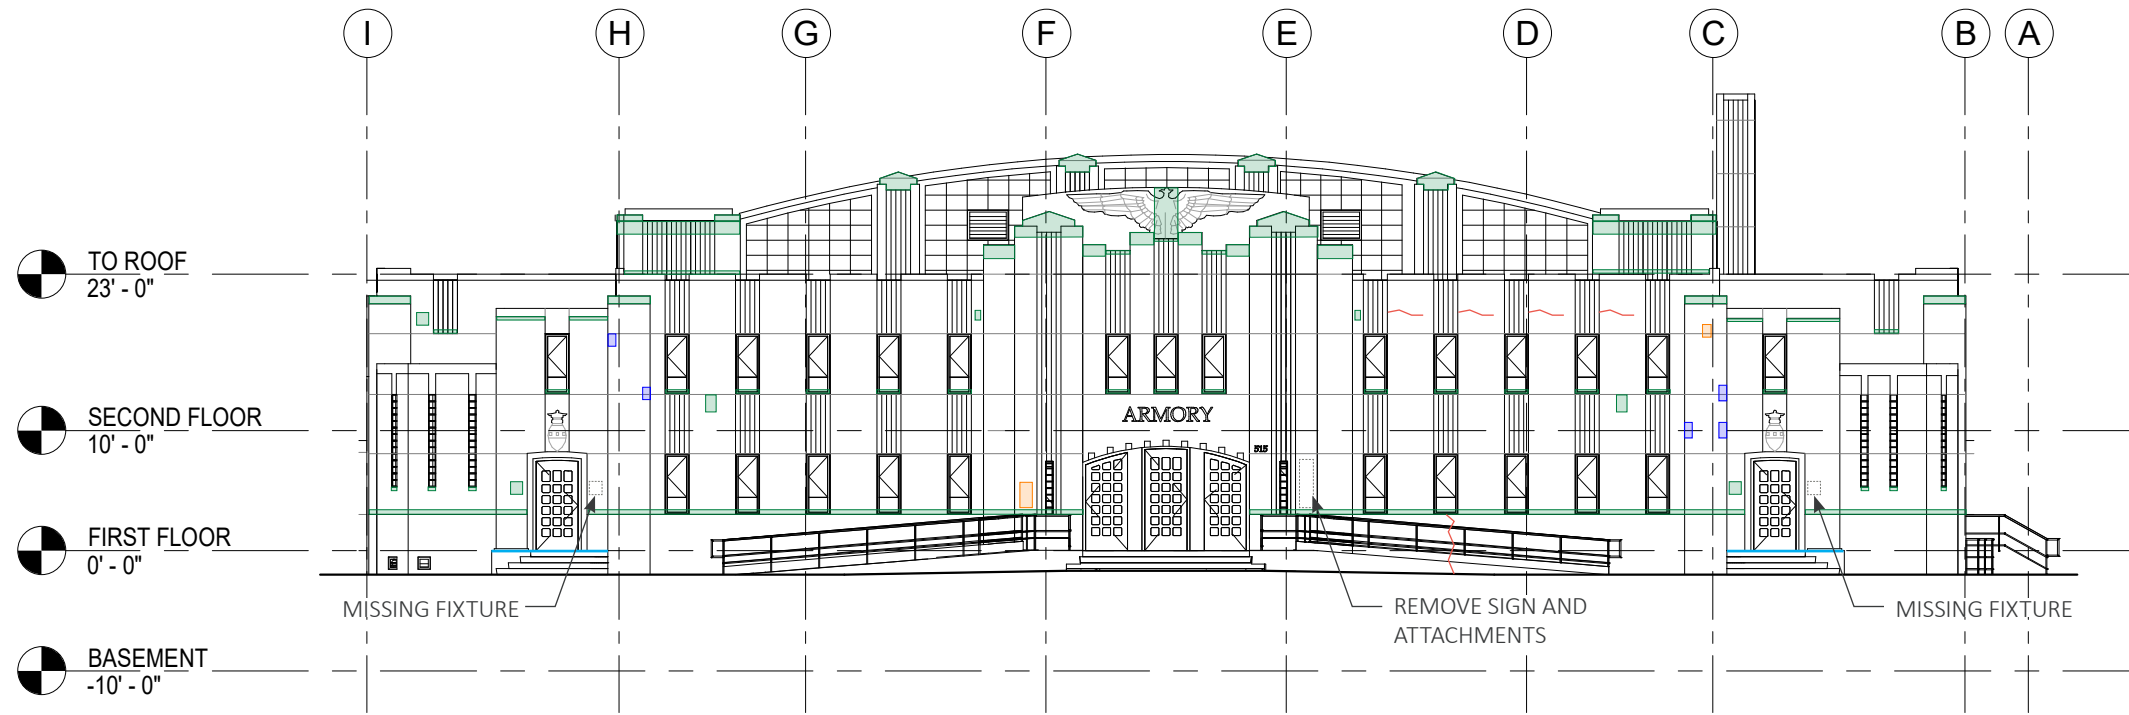 I H G F E D C B A
TO ROOF
23' - 0"
SECOND FLOOR
10' - 0"
ARMORY
515
FIRST FLOOR
0' - 0"
MISSING FIXTURE
REMOVE SIGN AND
ATTACHMENTS
MISSING FIXTURE
BASEMENT
-10' - 0"